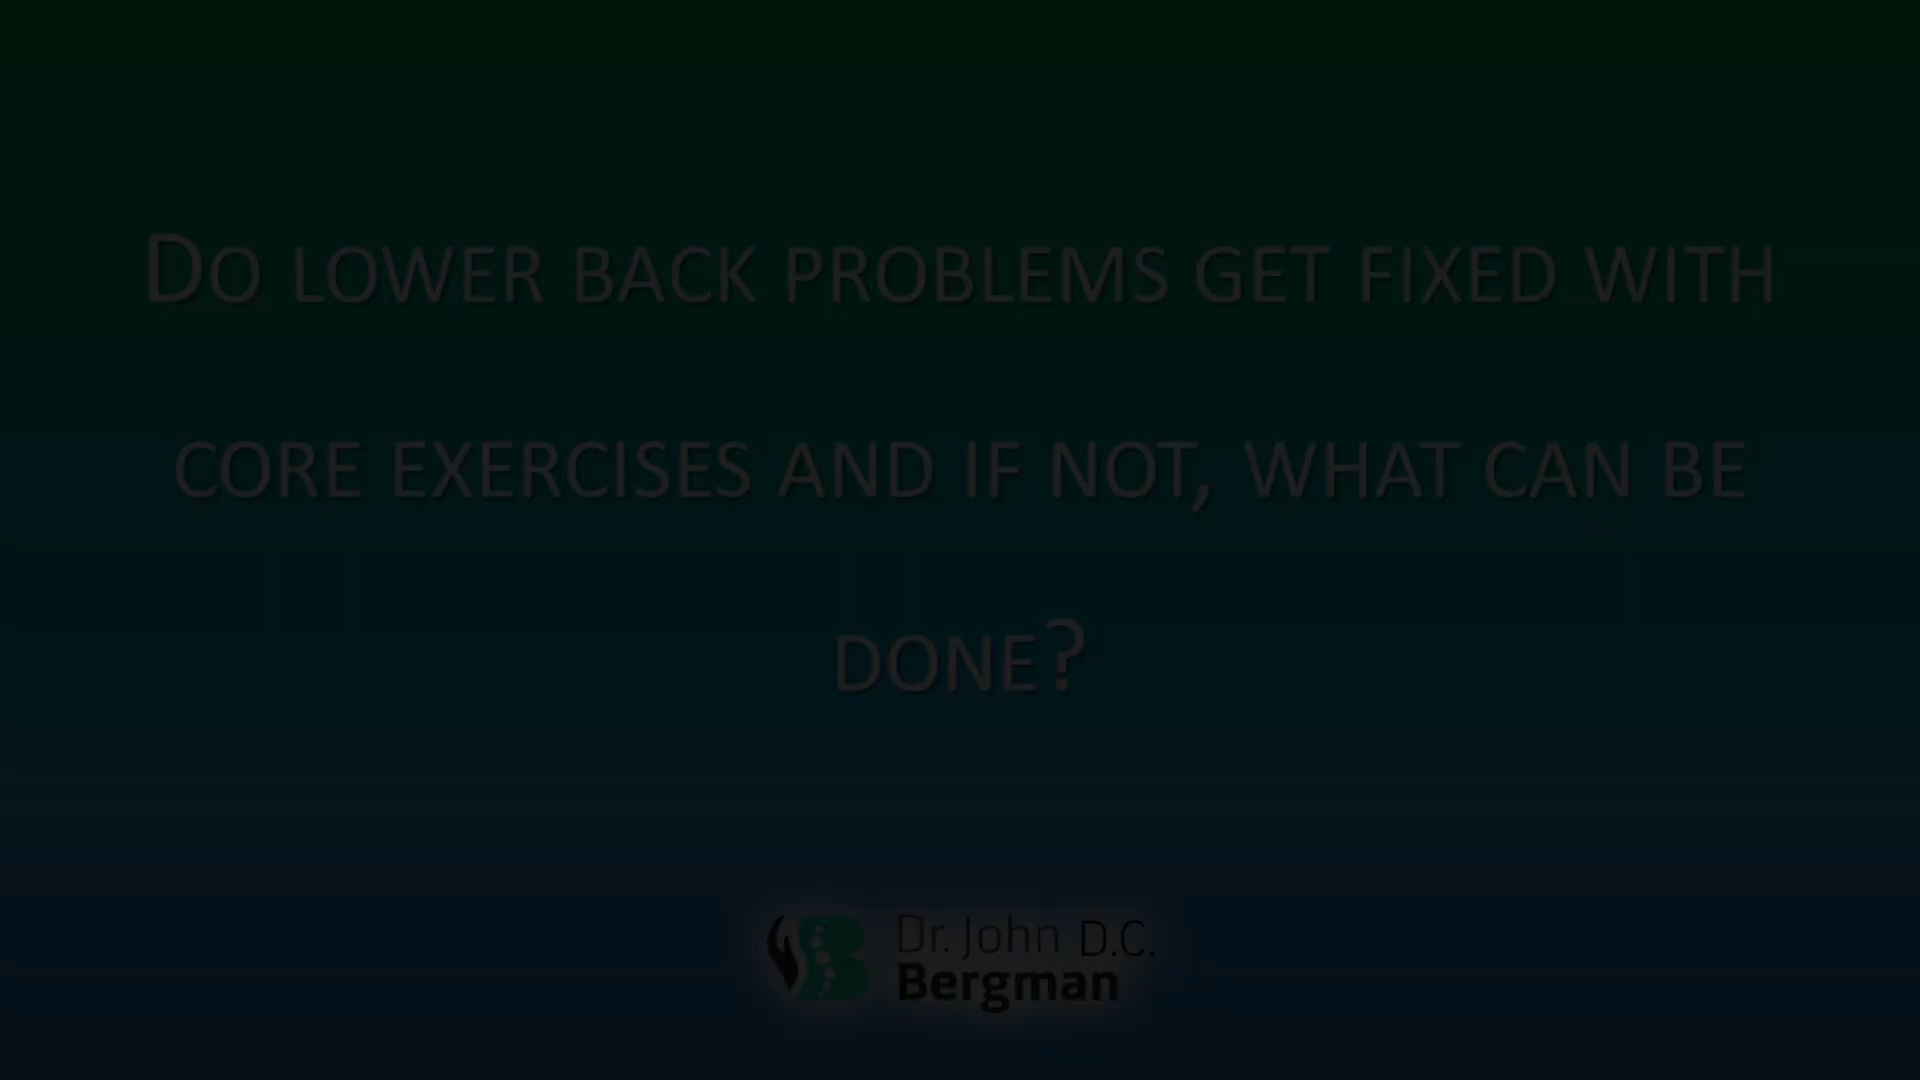 Do lower back problems get fixed with
core exercises and if not, what can be
done?
Dr. John D.C.
Bergman